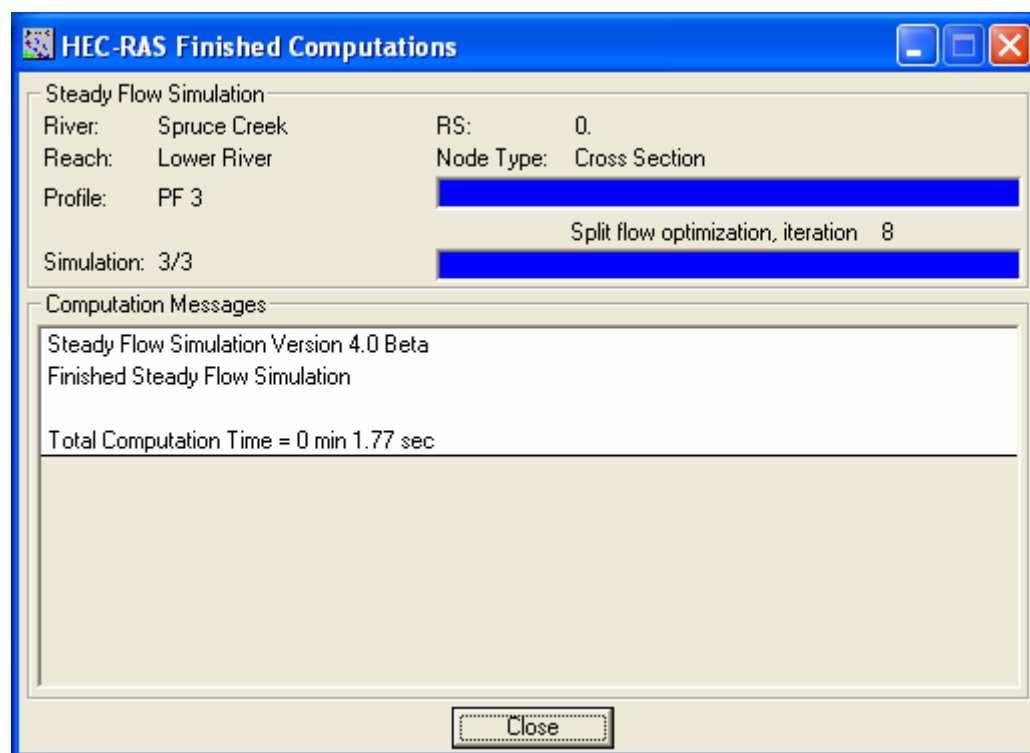 HEC-RAS Finished Computations
Steady Flow Simulation
River: Spruce Creek RS: 0.
Reach: Lower River Node Type: Cross Section
Profile: PF 3
Split flow optimization, iteration 8
Simulation: 3/3
Computation Messages
Steady Flow Simulation Version 4.0 Beta
Finished Steady Flow Simulation
Total Computation Time = 0 min 1.77 sec
Close